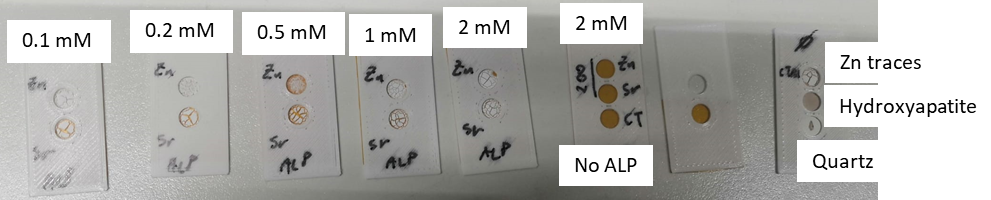 0.1 mM
0.2 mM
0.5 mM
1 mM
2 mM
2 mM
Zn traces
Hydroxyapatite
Quartz
No ALP
Zn
Sr
Zn
Sr
ALP
Zn
Sr
ALP
Zn
Sr
ALP
Zn
Sr
ALP
Zn
Sr
CT
Ø